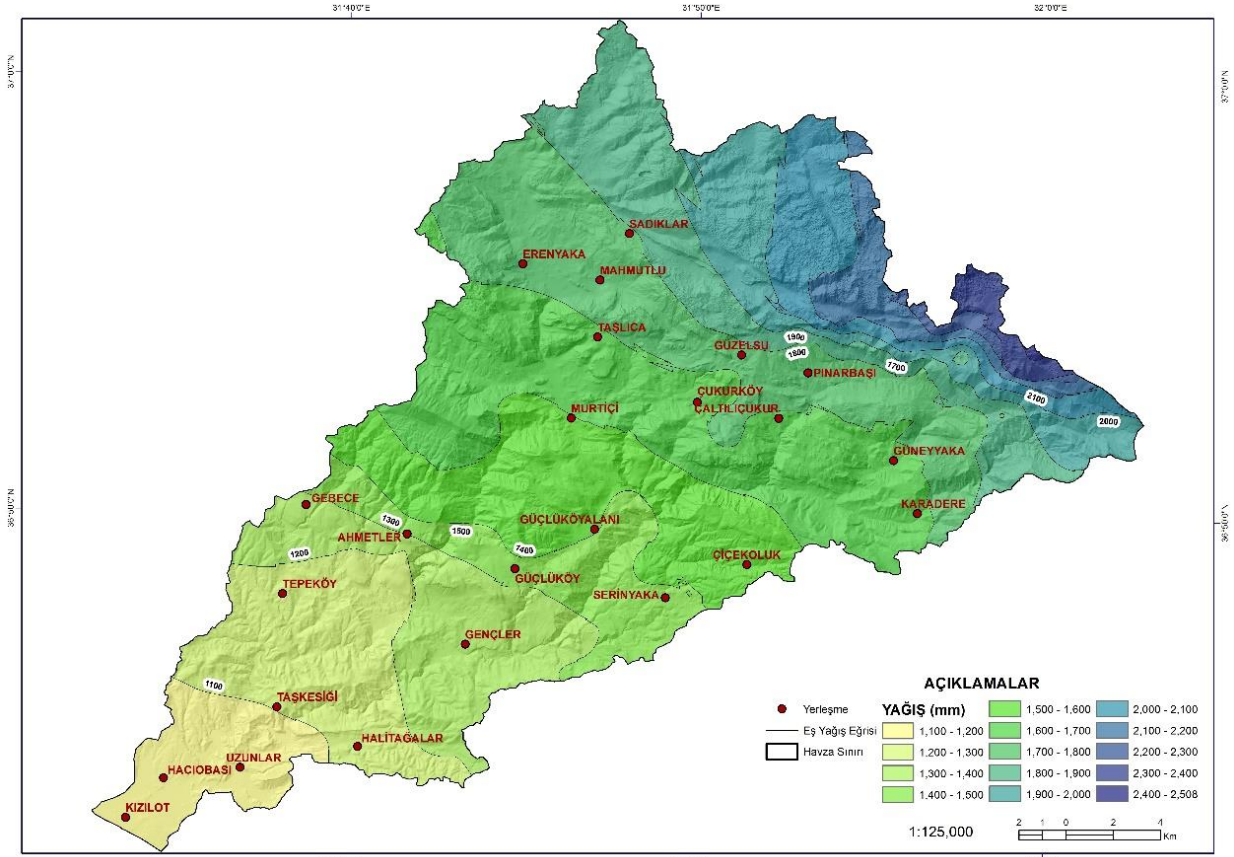 31°40'0"E
31°50'0"E
32°0'0"E
37°0'0"N
37°0'0"N
SADIKLAR
ERENYAKA
MAHMUTLU
TAŞLICA
GÜZELSU
1900
1800
1700
PINARBAŞI
2100
2000
ÇUKURKÖY
MURTİÇİ
ÇALTILIÇUKUR
GÜNEYYAKA
GEBECE
KARADERE
36°50'0"N
36°50'0"N
1300
1500
GÜÇLÜKÖYALANI
AHMETLER
1400
1200
ÇİÇEKOLUK
GÜÇLÜKÖY
TEPEKÖY
SERİNYAKA
GENÇLER
1100
TAŞKESİĞİ
HALİTAĞALAR
UZUNLAR
HACIOBASI
KIZILOT
AÇIKLAMALAR
Yerleşme
Eş Yağış Eğrisi
Havza Sınırı
YAĞIŞ (mm)
1,100 - 1,200
1,200 - 1,300
1,300 - 1,400
1,400 - 1,500
1,500 - 1,600
1,600 - 1,700
1,700 - 1,800
1,800 - 1,900
1,900 - 2,000
2,000 - 2,100
2,100 - 2,200
2,200 - 2,300
2,300 - 2,400
2,400 - 2,508
1:125,000
2 1 0 2 4
Km